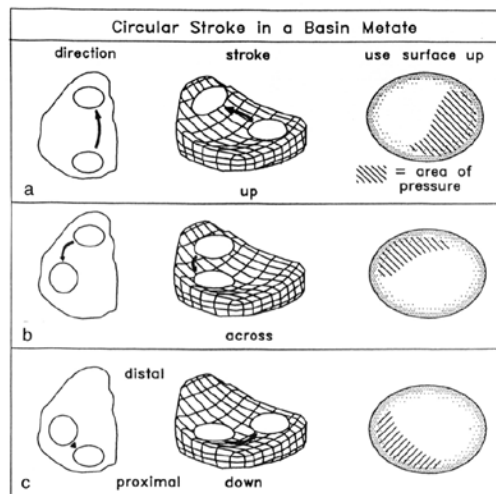 Circular Stroke in a Basin Metate
direction stroke use surface up
= area of
pressure
a up
b across
distal
c proximal down